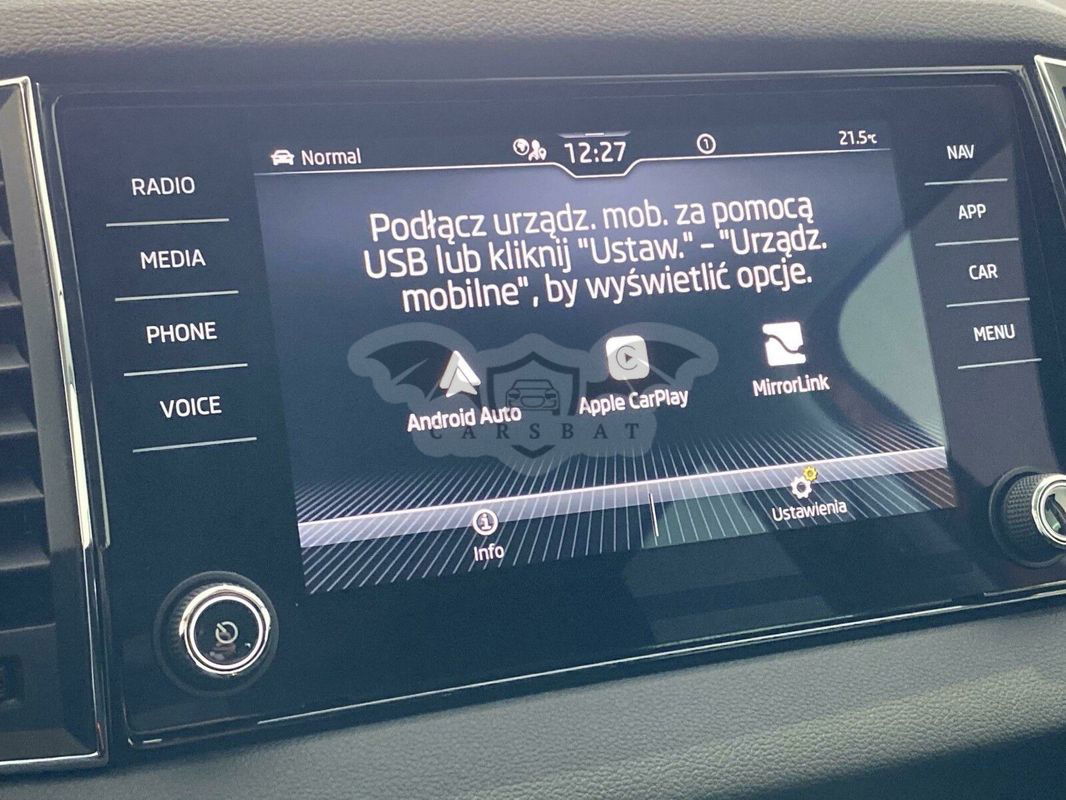 Normal
12:27
1
21.5°C
RADIO
MEDIA
PHONE
VOICE
NAV
APP
CAR
MENU
Podłącz urządz. mob. za pomocą
USB lub kliknij "Ustaw." - "Urządz.
mobilne", by wyświetlić opcje.
Android Auto
Apple CarPlay
MirrorLink
CARSBAT
Info
Ustawienia